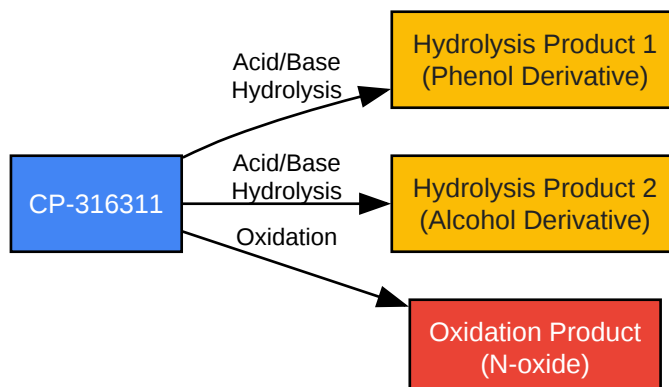 Acid/Base
Hydrolysis
Hydrolysis Product 1
(Phenol Derivative)
CP-316311
Acid/Base
Hydrolysis
Hydrolysis Product 2
(Alcohol Derivative)
Oxidation
Oxidation Product
(N-oxide)